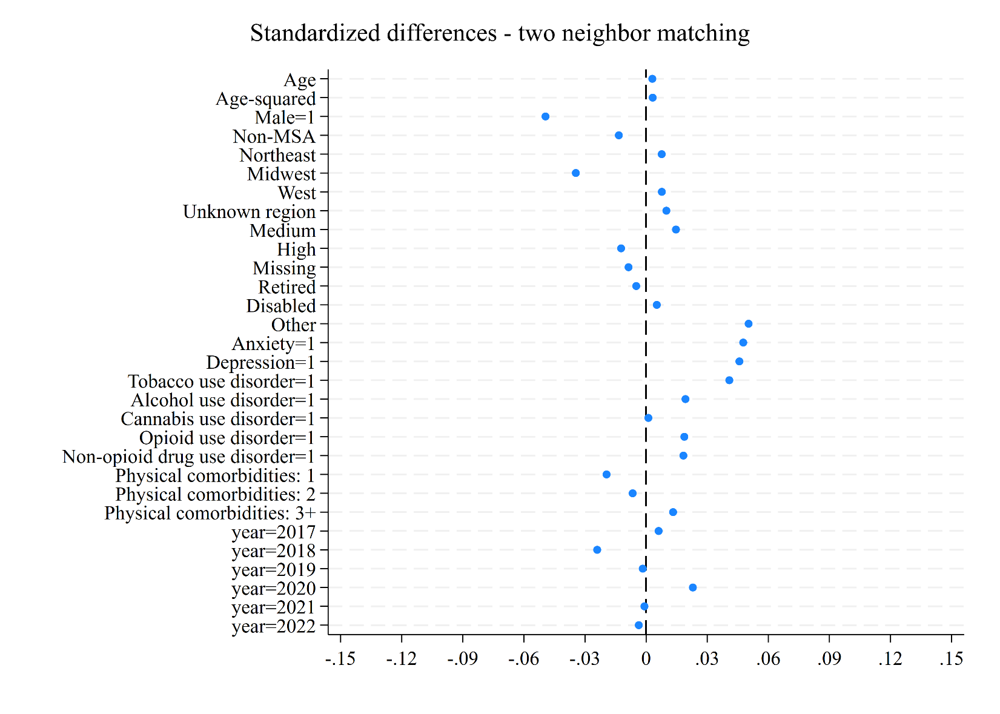 Standardized differences - two neighbor matching
Age
Age-squared
Male=1
Non-MSA
Northeast
Midwest
West
Unknown region
Medium
High
Missing
Retired
Disabled
Other
Anxiety=1
Depression=1
Tobacco use disorder=1
Alcohol use disorder=1
Cannabis use disorder=1
Opioid use disorder=1
Non-opioid drug use disorder=1
Physical comorbidities: 1
Physical comorbidities: 2
Physical comorbidities: 3+
year=2017
year=2018
year=2019
year=2020
year=2021
year=2022
-.15 -.12 -.09 -.06 -.03 0 .03 .06 .09 .12 .15